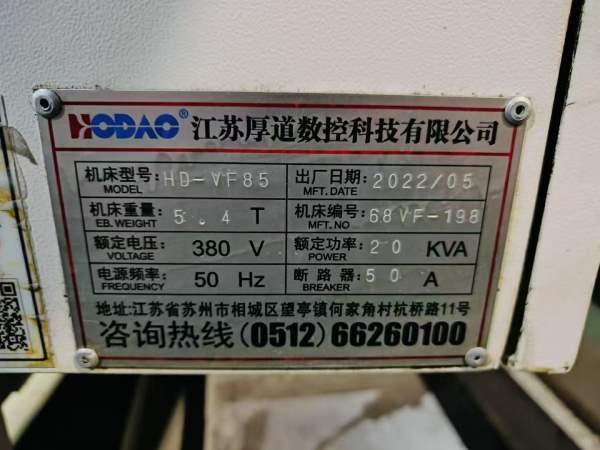 HODAO® 江苏厚道数控科技有限公司
机床型号: HD-VF85 出厂日期: 2022/05
MODEL MFT.DATE
机床重量: 5.4 T 机床编号: 68VF-198
EB.WEIGHT MFT.NO
额定电压: 380 V 额定功率: 20 KVA
VOLTAGE POWER
电源频率: 50 Hz 断路器: 50 A
FREQUENCY BREAKER
地址:江苏省苏州市相城区望亭镇何家角村杭桥路11号
咨询热线(0512)66260100